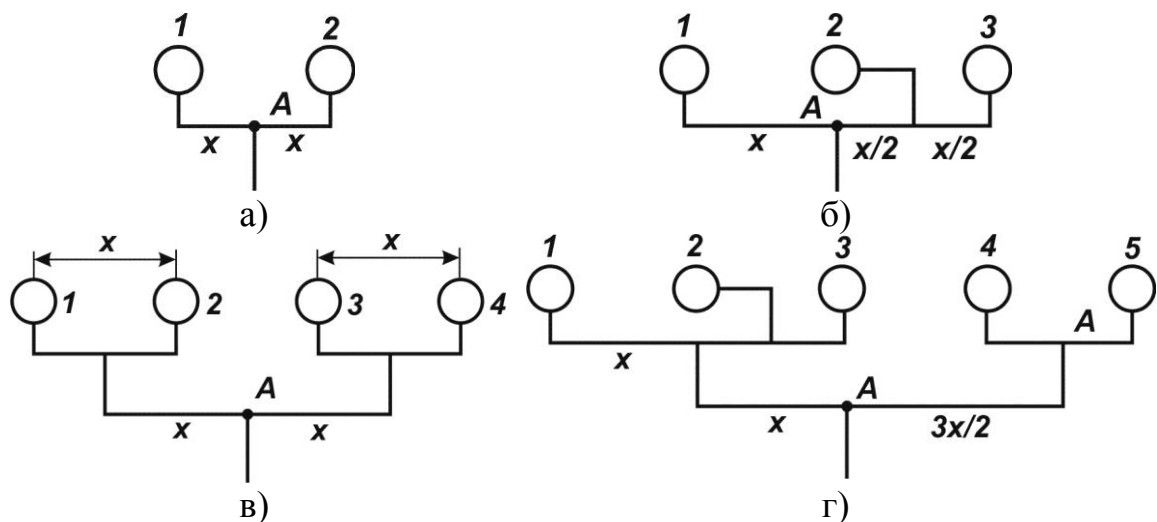 1 2
A
x x
а)
1 2 3
A
x x/2 x/2
б)
x x
1 2 3 4
A
x x
в)
1 2 3 4 5
x A
A
x 3x/2
г)